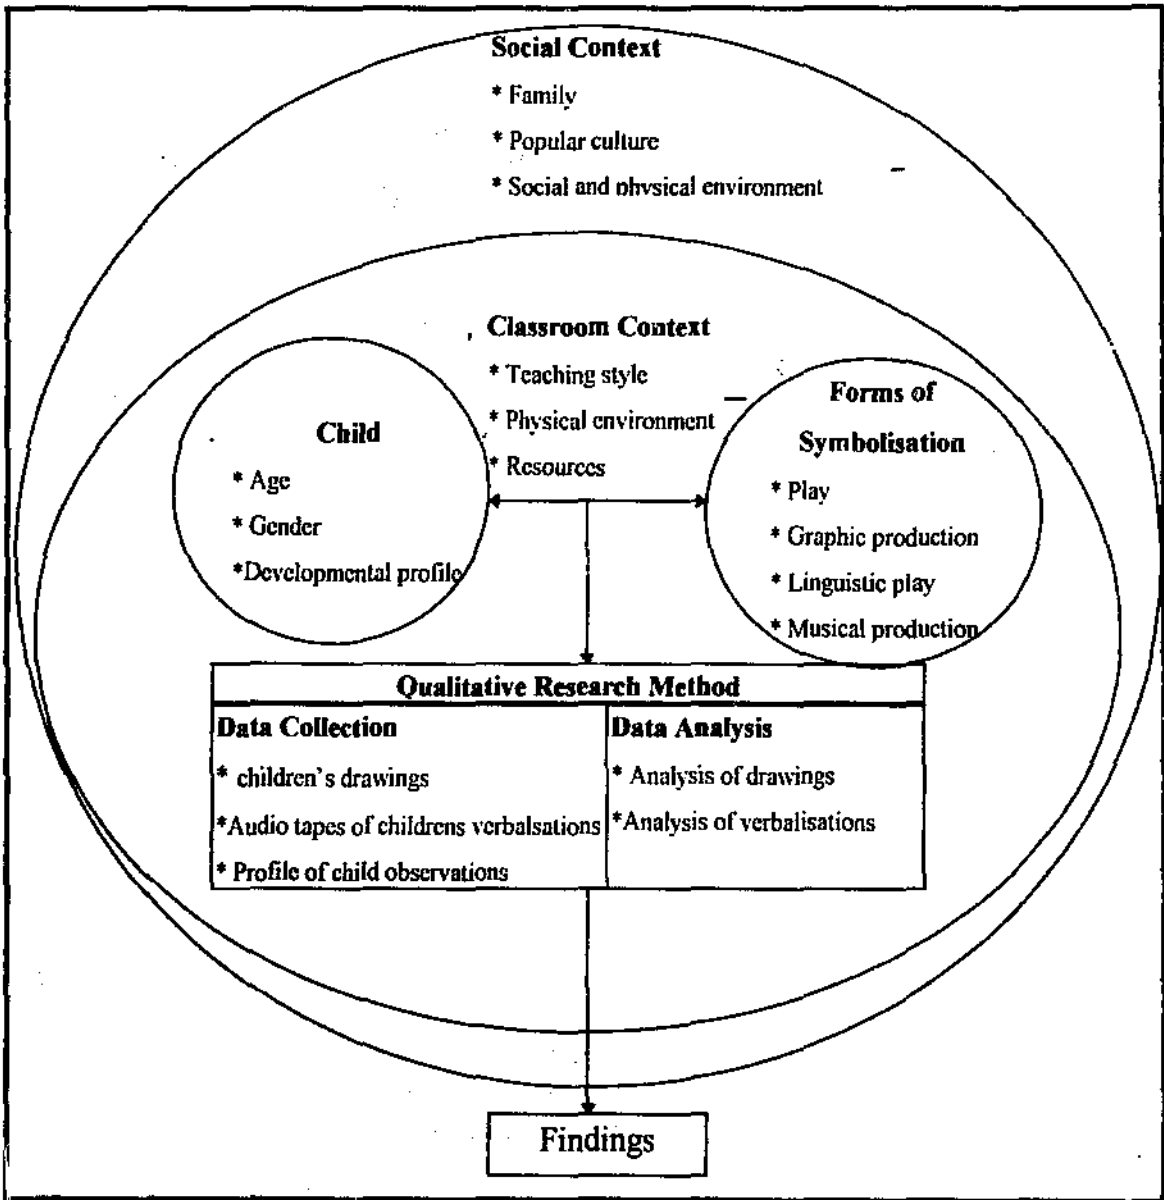 Social Context
* Family
* Popular culture
* Social and physical environment
Classroom Context
* Teaching style
* Physical environment
* Resources
Child
* Age
* Gender
*Developmental profile
Forms of
Symbolisation
* Play
* Graphic production
* Linguistic play
* Musical production
Qualitative Research Method
Data Collection
* children's drawings
*Audio tapes of childrens verbalsations
* Profile of child observations
Data Analysis
* Analysis of drawings
*Analysis of verbalisations
Findings